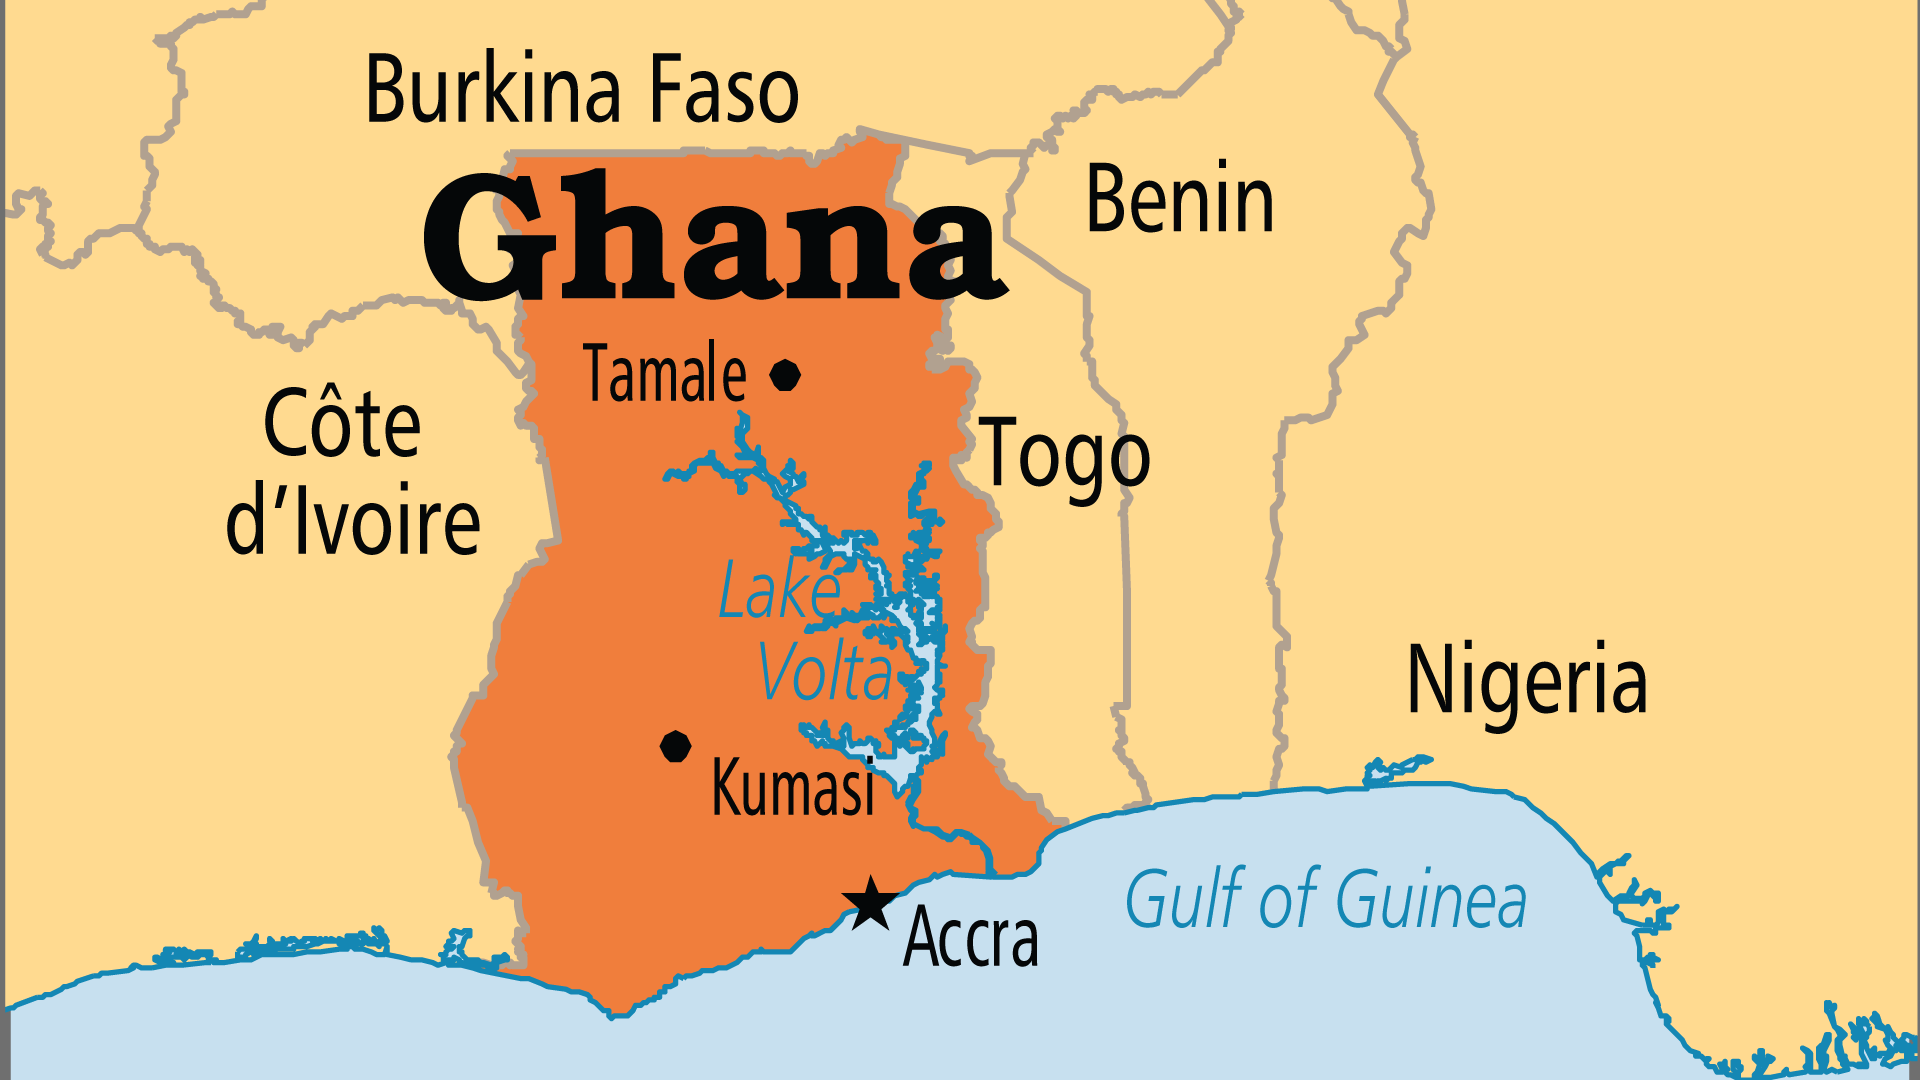 Burkina Faso
Ghana
Benin
Tamale
Côte
d’Ivoire
Togo
Lake
Volta
Nigeria
Kumasi
Gulf of Guinea
Accra